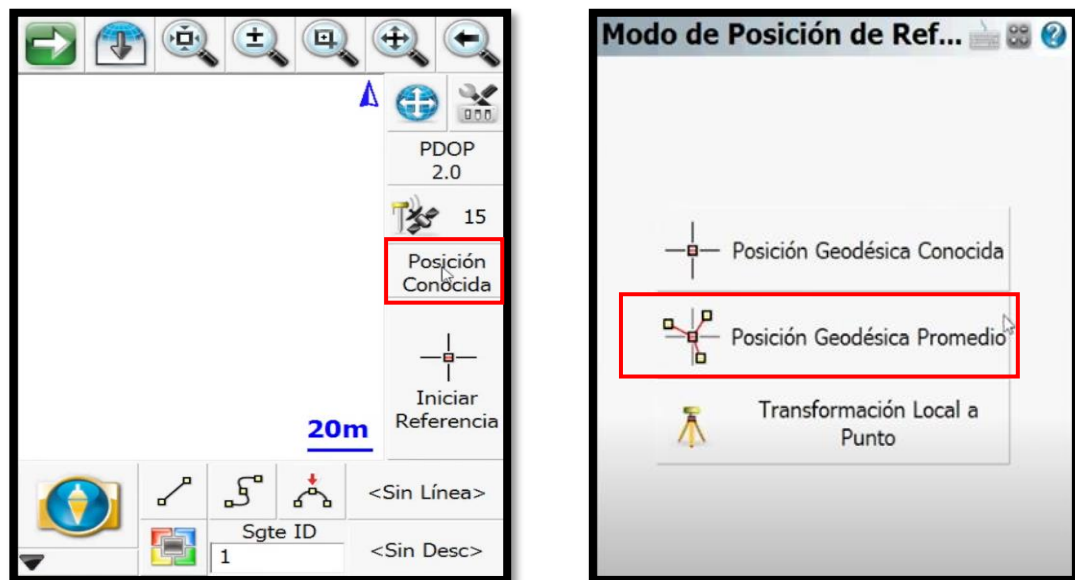 PDOP
2.0
15
Posición
Conocida
Iniciar
Referencia
20m
<Sin Línea>
Sgte ID
1
<Sin Desc>
Modo de Posición de Ref...
Posición Geodésica Conocida
Posición Geodésica Promedio
Transformación Local a
Punto